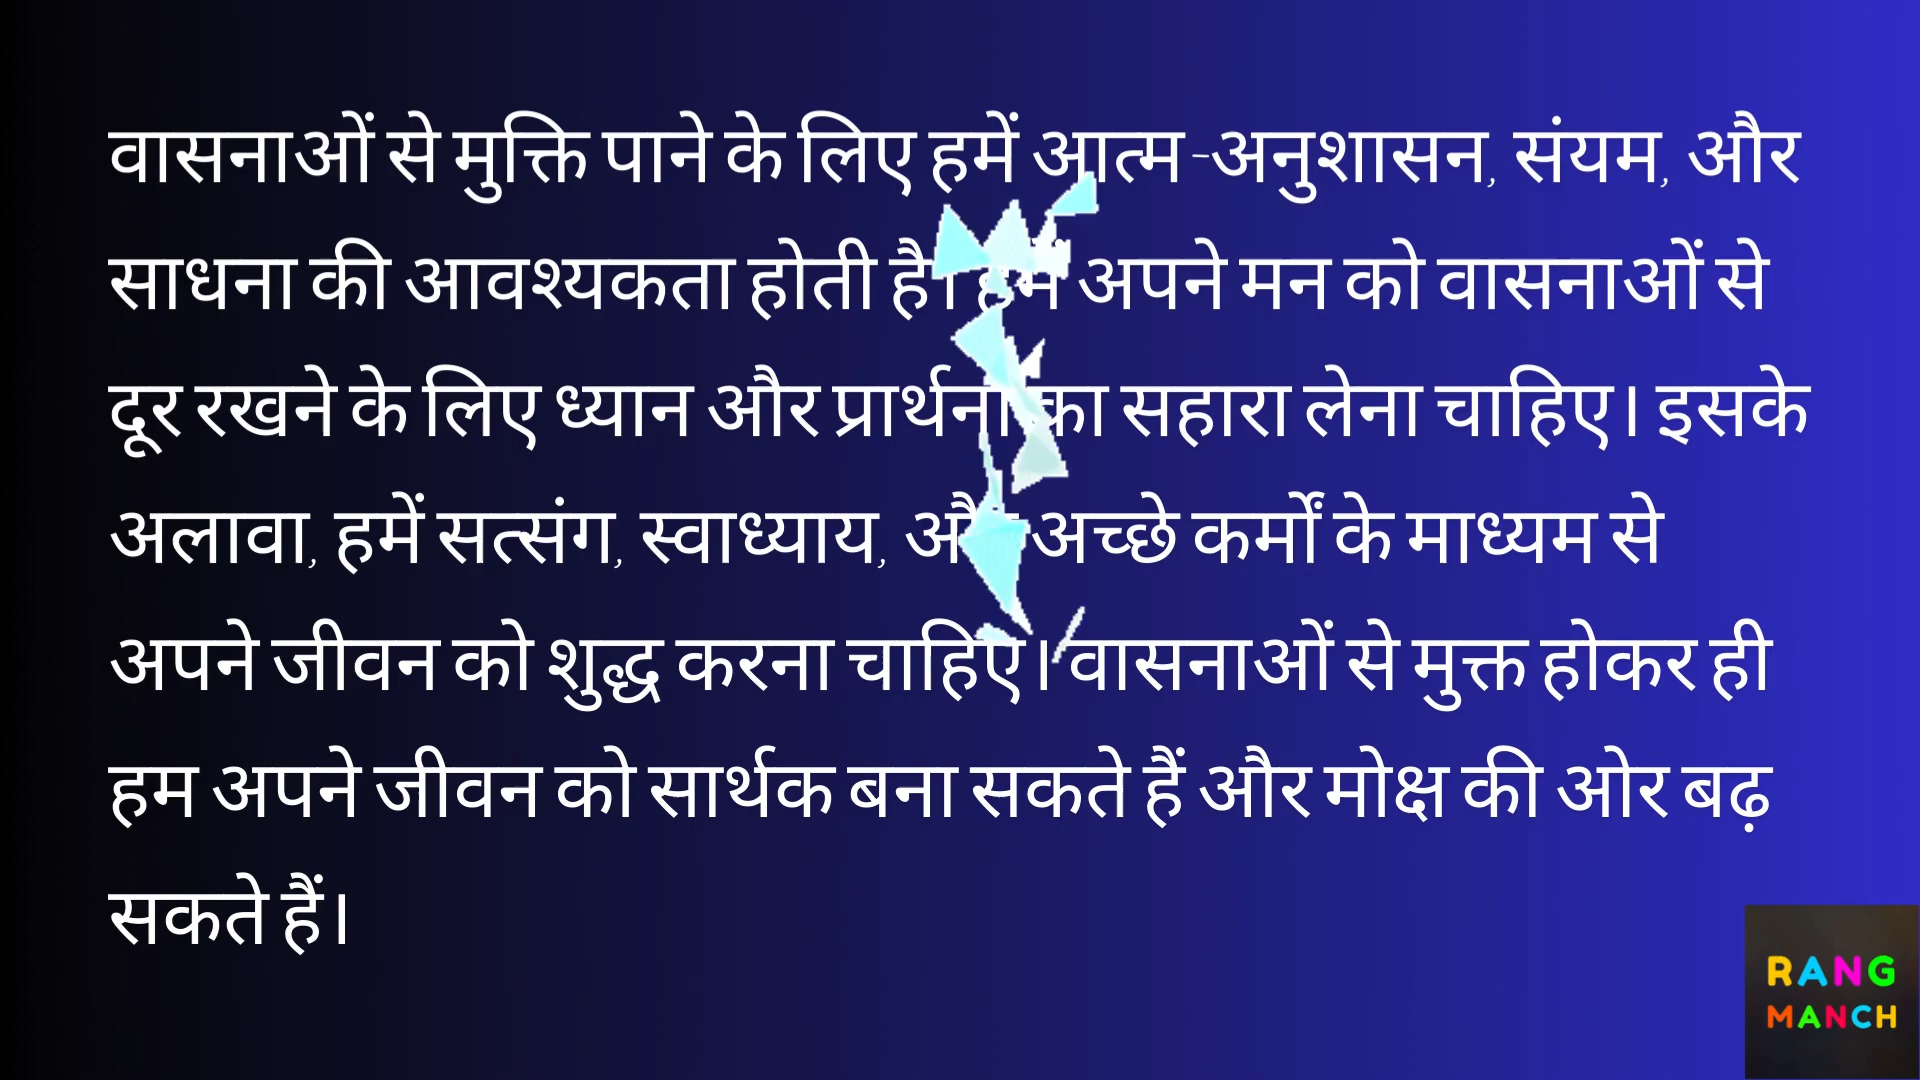 वासनाओं से मुक्ति पाने के लिए हमें आत्म-अनुशासन, संयम, और
साधना की आवश्यकता होती है। हमें अपने मन को वासनाओं से
दूर रखने के लिए ध्यान और प्रार्थना का सहारा लेना चाहिए। इसके
अलावा, हमें सत्संग, स्वाध्याय, और अच्छे कर्मों के माध्यम से
अपने जीवन को शुद्ध करना चाहिए। वासनाओं से मुक्त होकर ही
हम अपने जीवन को सार्थक बना सकते हैं और मोक्ष की ओर बढ़
सकते हैं।
RANG
MANCH